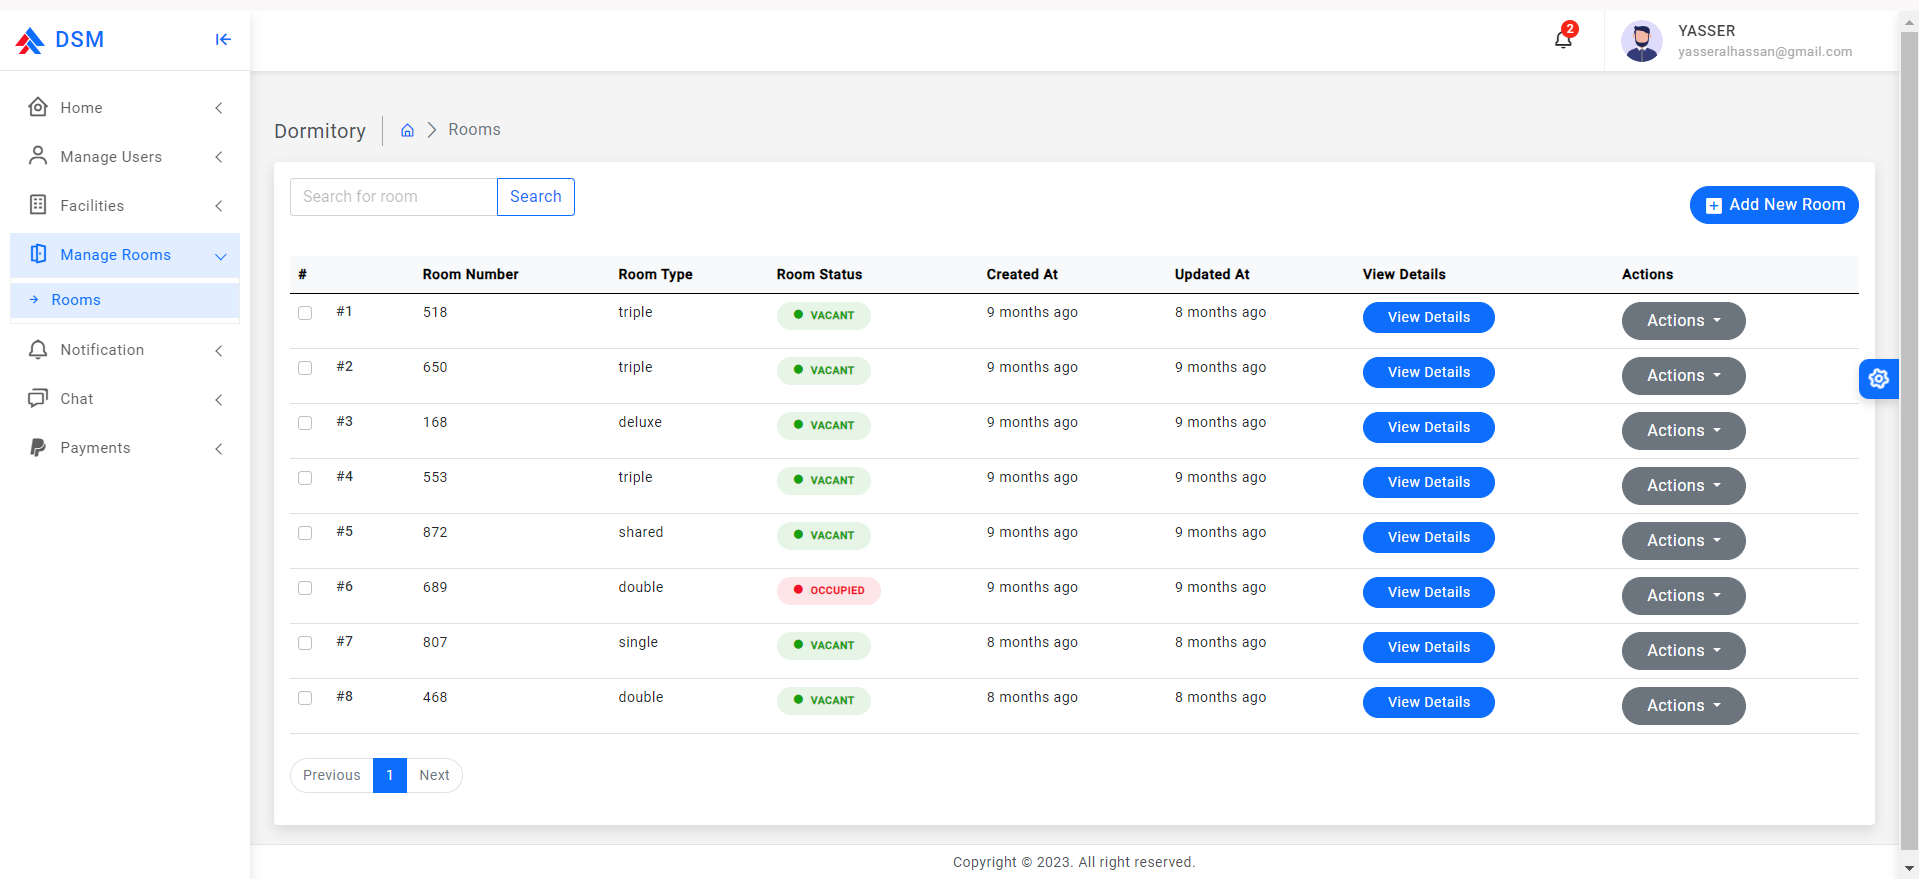 DSM
2
YASSER
yasseralhassan@gmail.com
Home
Manage Users
Facilities
Manage Rooms
Rooms
Notification
Chat
Payments
Dormitory Rooms
Search for room Search
Add New Room
# Room Number Room Type Room Status Created At Updated At View Details Actions
#1 518 triple VACANT 9 months ago 8 months ago View Details Actions
#2 650 triple VACANT 9 months ago 9 months ago View Details Actions
#3 168 deluxe VACANT 9 months ago 9 months ago View Details Actions
#4 553 triple VACANT 9 months ago 9 months ago View Details Actions
#5 872 shared VACANT 9 months ago 9 months ago View Details Actions
#6 689 double OCCUPIED 9 months ago 9 months ago View Details Actions
#7 807 single VACANT 8 months ago 8 months ago View Details Actions
#8 468 double VACANT 8 months ago 8 months ago View Details Actions
Previous 1 Next
Copyright © 2023. All right reserved.